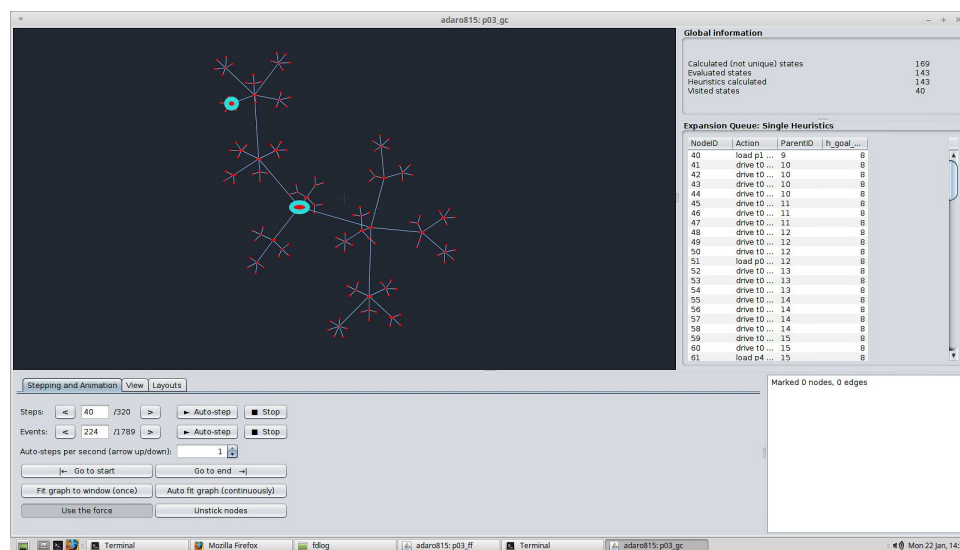 adaro815: p03_gc
Global information
Calculated (not unique) states 169
Evaluated states 143
Heuristics calculated 143
Visited states 40
Expansion Queue: Single Heuristics
NodeID Action ParentID h_goal_...
40 load p1 ... 9 8
41 drive t0 ... 10 8
42 drive t0 ... 10 8
43 drive t0 ... 10 8
44 drive t0 ... 10 8
45 drive t0 ... 11 8
46 drive t0 ... 11 8
47 drive t0 ... 11 8
48 drive t0 ... 12 8
49 drive t0 ... 12 8
50 drive t0 ... 12 8
51 load p0 ... 12 8
52 drive t0 ... 13 8
53 drive t0 ... 13 8
54 drive t0 ... 13 8
55 drive t0 ... 14 8
56 drive t0 ... 14 8
57 drive t0 ... 14 8
58 drive t0 ... 14 8
59 drive t0 ... 15 8
60 drive t0 ... 15 8
61 load p4 ... 15 8
Stepping and Animation View Layouts
Marked 0 nodes, 0 edges
Steps: < 40 /320 > ► Auto-step ■ Stop
Events: < 224 /1789 > ► Auto-step ■ Stop
Auto-steps per second (arrow up/down): 1
|← Go to start Go to end →|
Fit graph to window (once) Auto fit graph (continuously)
Use the force Unstick nodes
Terminal Mozilla Firefox fdlog adaro815: p03_ff Terminal adaro815: p03_gc Mon 22 Jan, 14: